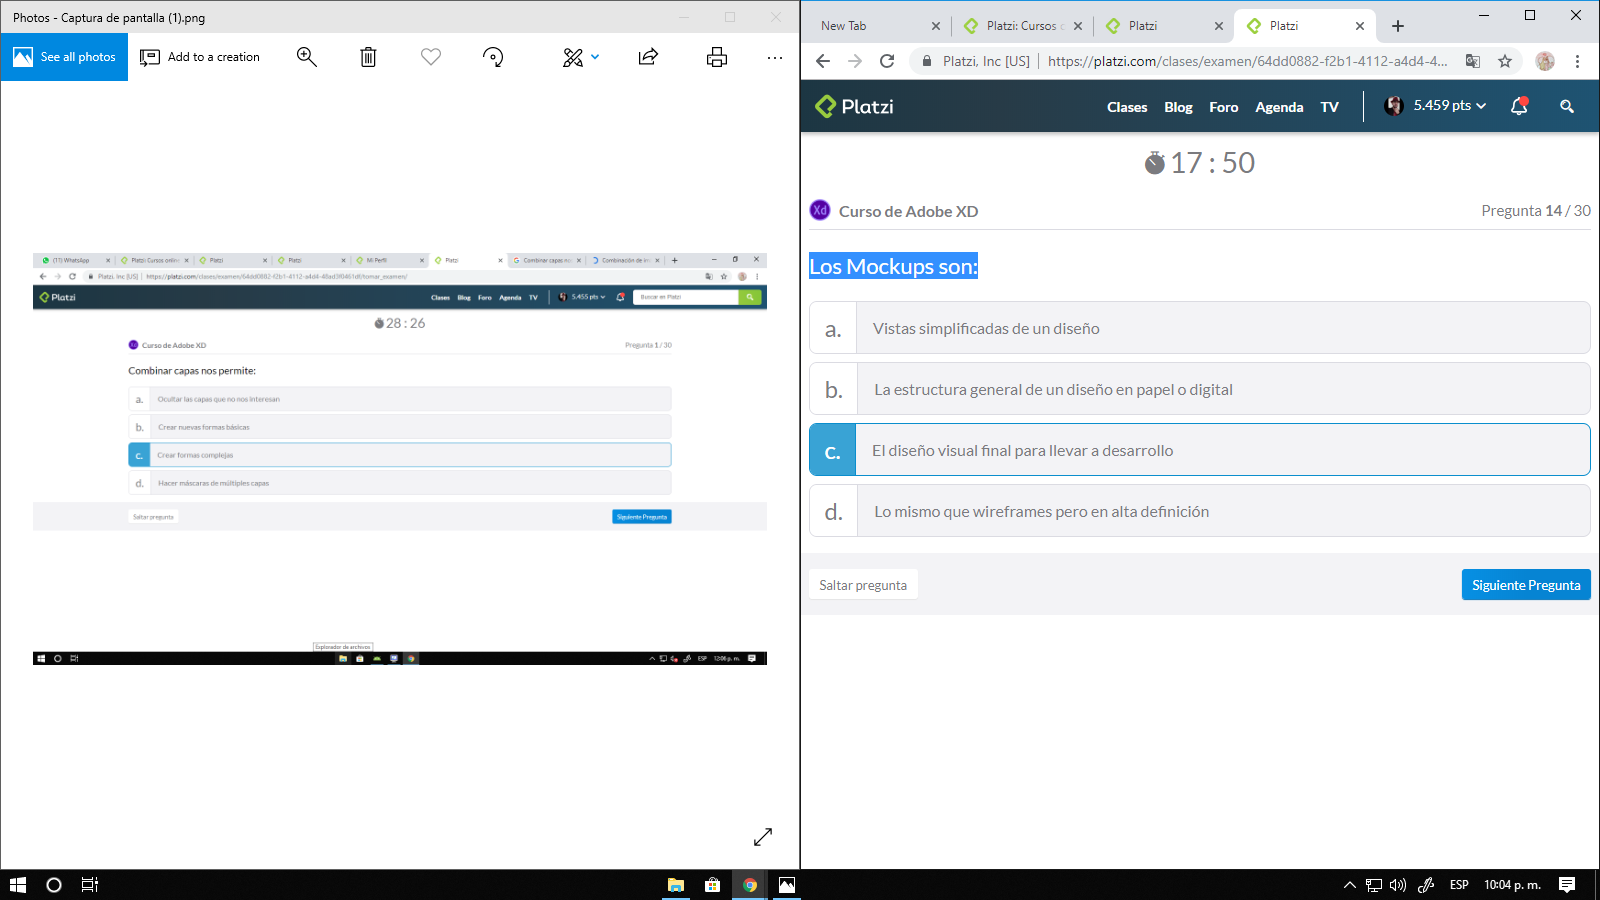 Photos - Captura de pantalla (1).png
See all photos
Add to a creation
(11) WhatsApp
Platzi: Cursos online
Platzi
Platzi
Mi Perfil
Platzi
Combinar capas nos
Combinación de
Platzi, Inc [US] | https://platzi.com/clases/examen/64dd0882-f2b1-4112-a4d4-48ad3f0461df/tomar_examen/
Platzi
Clases Blog Foro Agenda TV
5.455 pts
Buscar en Platzi
28 : 26
Xd Curso de Adobe XD
Pregunta 1 / 30
Combinar capas nos permite:
a. Ocultar las capas que no nos interesan
b. Crear nuevas formas básicas
c. Crear formas complejas
d. Hacer máscaras de múltiples capas
Saltar pregunta
Siguiente Pregunta
Explorador de archivos
ESP 12:06 p. m.
New Tab
Platzi: Cursos
Platzi
Platzi
Platzi, Inc [US] | https://platzi.com/clases/examen/64dd0882-f2b1-4112-a4d4-4...
Platzi
Clases Blog Foro Agenda TV
5.459 pts
17 : 50
Xd Curso de Adobe XD
Pregunta 14 / 30
Los Mockups son:
a. Vistas simplificadas de un diseño
b. La estructura general de un diseño en papel o digital
c. El diseño visual final para llevar a desarrollo
d. Lo mismo que wireframes pero en alta definición
Saltar pregunta
Siguiente Pregunta
ESP 10:04 p. m.